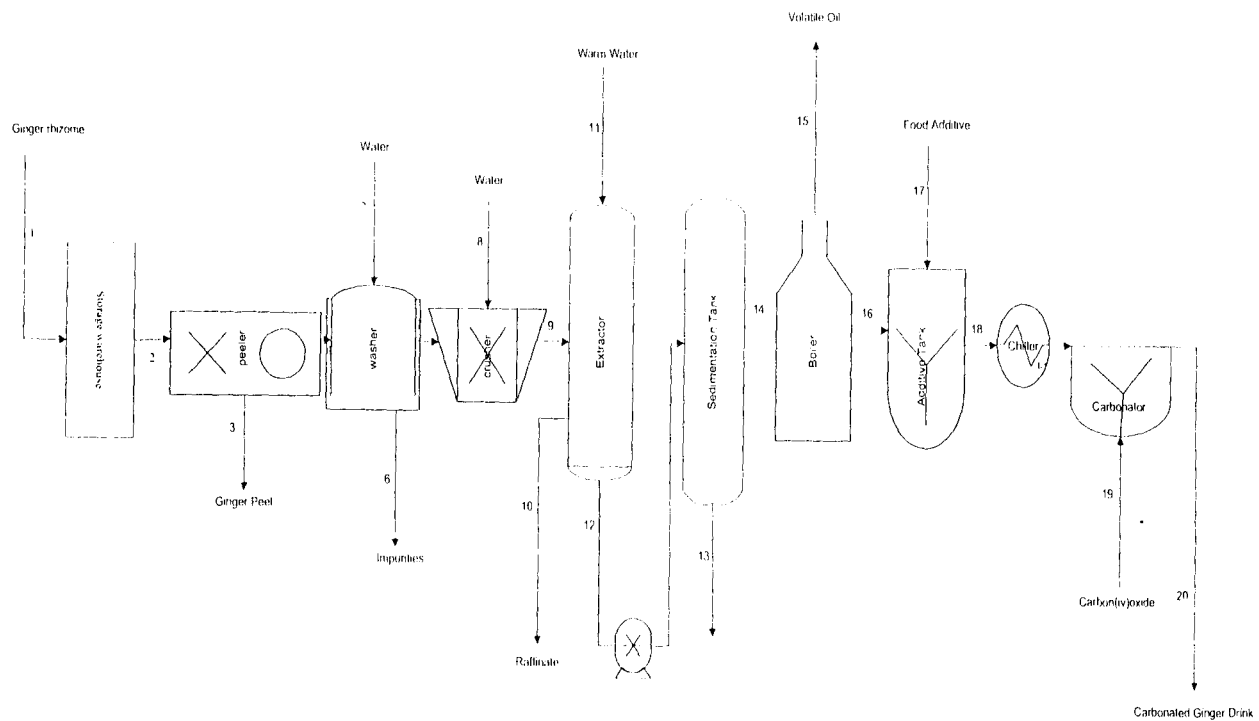 Volatile Oil
Warm Water
Ginger rhizome
11
15
Food Additive
Water
Water
17
1
8
Storage warehouse
2
peeler
washer
crusher
9
Extractor
Sedimentation Tank
14
Boiler
16
Additive Tank
18
Chiller
Carbonator
3
6
10
12
13
19
20
Ginger Peel
Impurities
Raffinate
Carbon(iv)oxide
Carbonated Ginger Drink